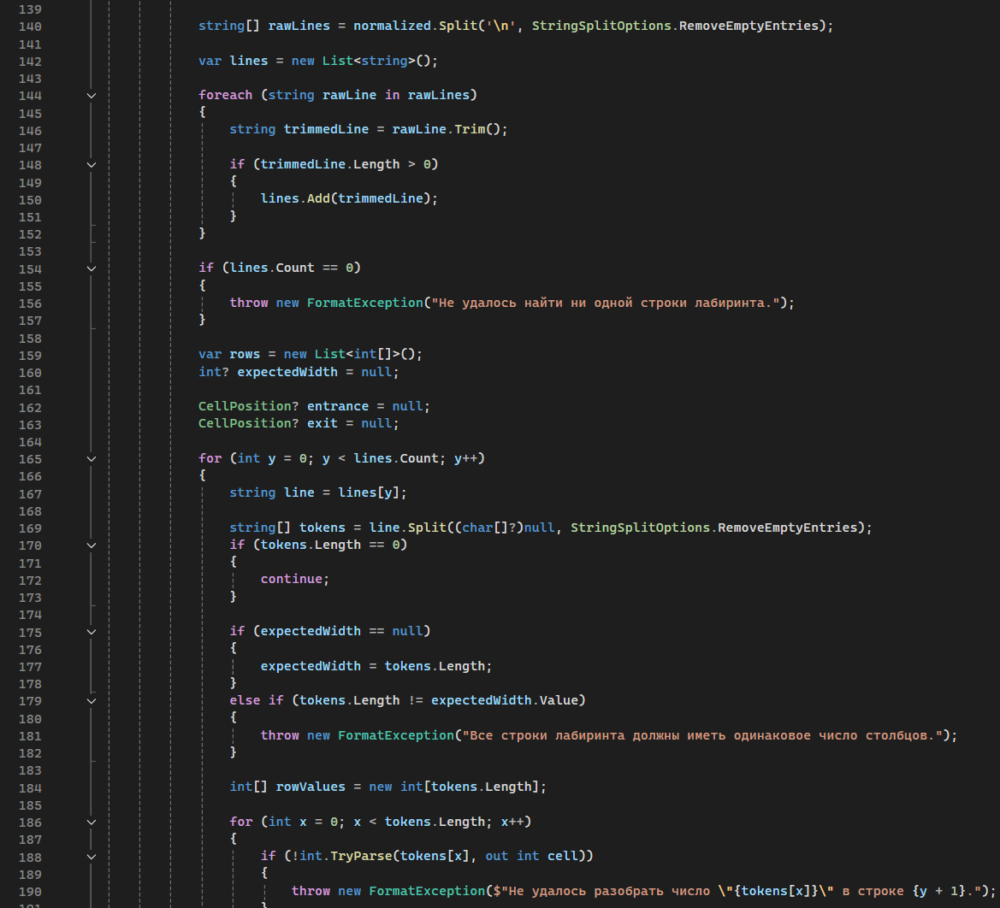 139
140 string[] rawLines = normalized.Split('\n', StringSplitOptions.RemoveEmptyEntries);
141
142 var lines = new List<string>();
143
144 foreach (string rawLine in rawLines)
145 {
146 string trimmedLine = rawLine.Trim();
147
148 if (trimmedLine.Length > 0)
149 {
150 lines.Add(trimmedLine);
151 }
152 }
153
154 if (lines.Count == 0)
155 {
156 throw new FormatException("Не удалось найти ни одной строки лабиринта.");
157 }
158
159 var rows = new List<int[]>();
160 int? expectedWidth = null;
161
162 CellPosition? entrance = null;
163 CellPosition? exit = null;
164
165 for (int y = 0; y < lines.Count; y++)
166 {
167 string line = lines[y];
168
169 string[] tokens = line.Split((char[]?)null, StringSplitOptions.RemoveEmptyEntries);
170 if (tokens.Length == 0)
171 {
172 continue;
173 }
174
175 if (expectedWidth == null)
176 {
177 expectedWidth = tokens.Length;
178 }
179 else if (tokens.Length != expectedWidth.Value)
180 {
181 throw new FormatException("Все строки лабиринта должны иметь одинаковое число столбцов.");
182 }
183
184 int[] rowValues = new int[tokens.Length];
185
186 for (int x = 0; x < tokens.Length; x++)
187 {
188 if (!int.TryParse(tokens[x], out int cell))
189 {
190 throw new FormatException($"Не удалось разобрать число \"{tokens[x]}\" в строке {y + 1}.");
191 }